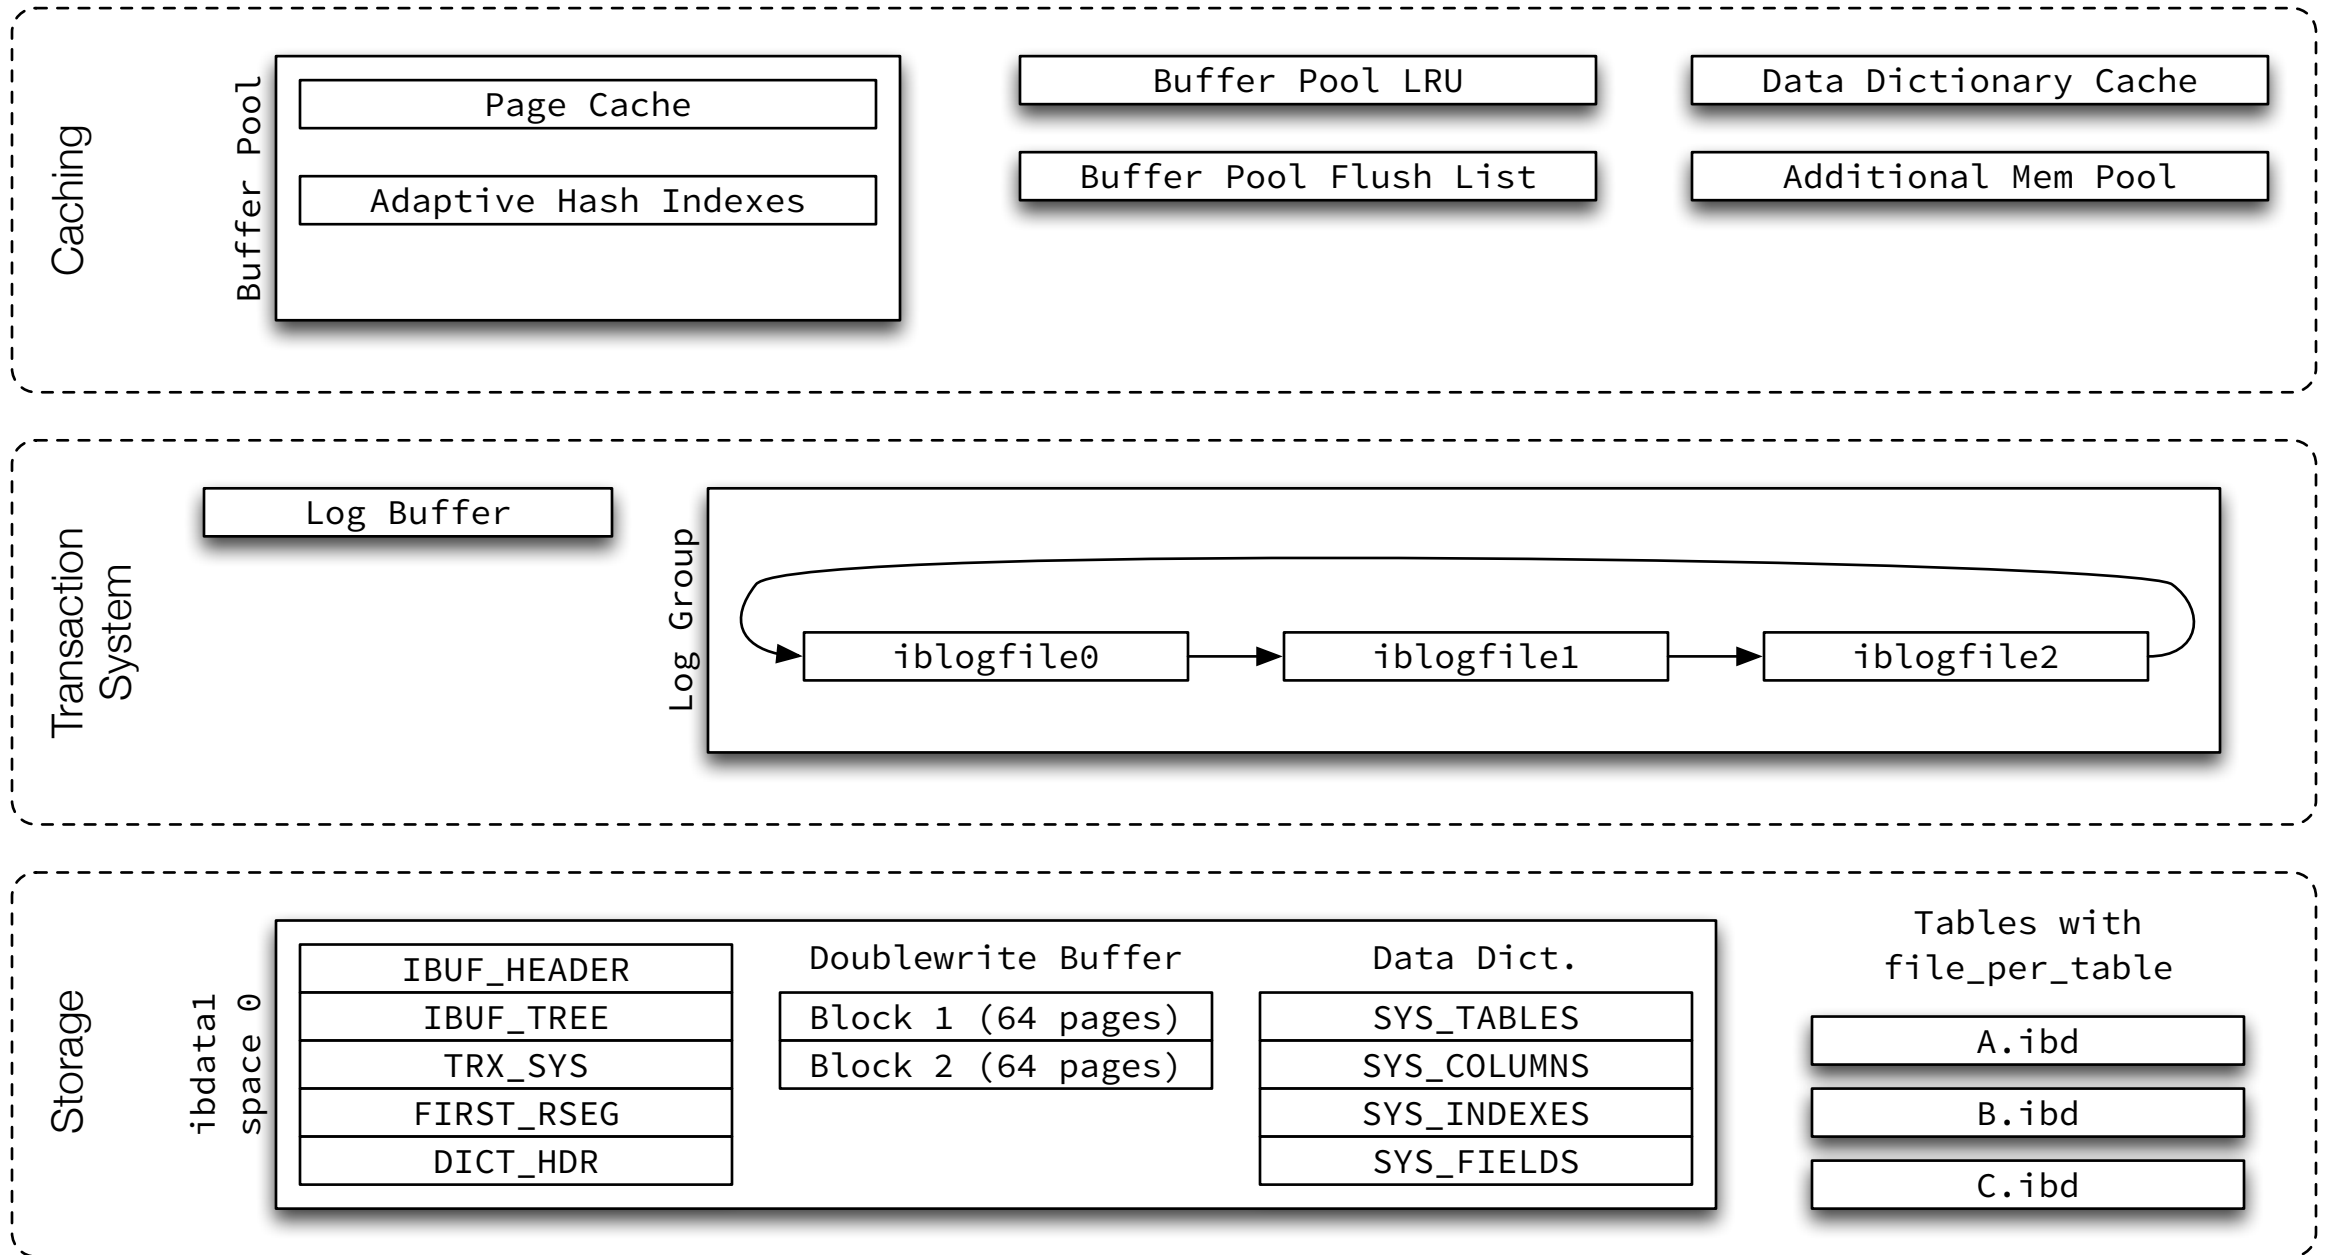 Caching
Buffer Pool
Page Cache
Adaptive Hash Indexes
Buffer Pool LRU
Buffer Pool Flush List
Data Dictionary Cache
Additional Mem Pool
Transaction
System
Log Buffer
Log Group
iblogfile0
iblogfile1
iblogfile2
Storage
ibdata1
space 0
IBUF_HEADER
IBUF_TREE
TRX_SYS
FIRST_RSEG
DICT_HDR
Doublewrite Buffer
Block 1 (64 pages)
Block 2 (64 pages)
Data Dict.
SYS_TABLES
SYS_COLUMNS
SYS_INDEXES
SYS_FIELDS
Tables with
file_per_table
A.ibd
B.ibd
C.ibd